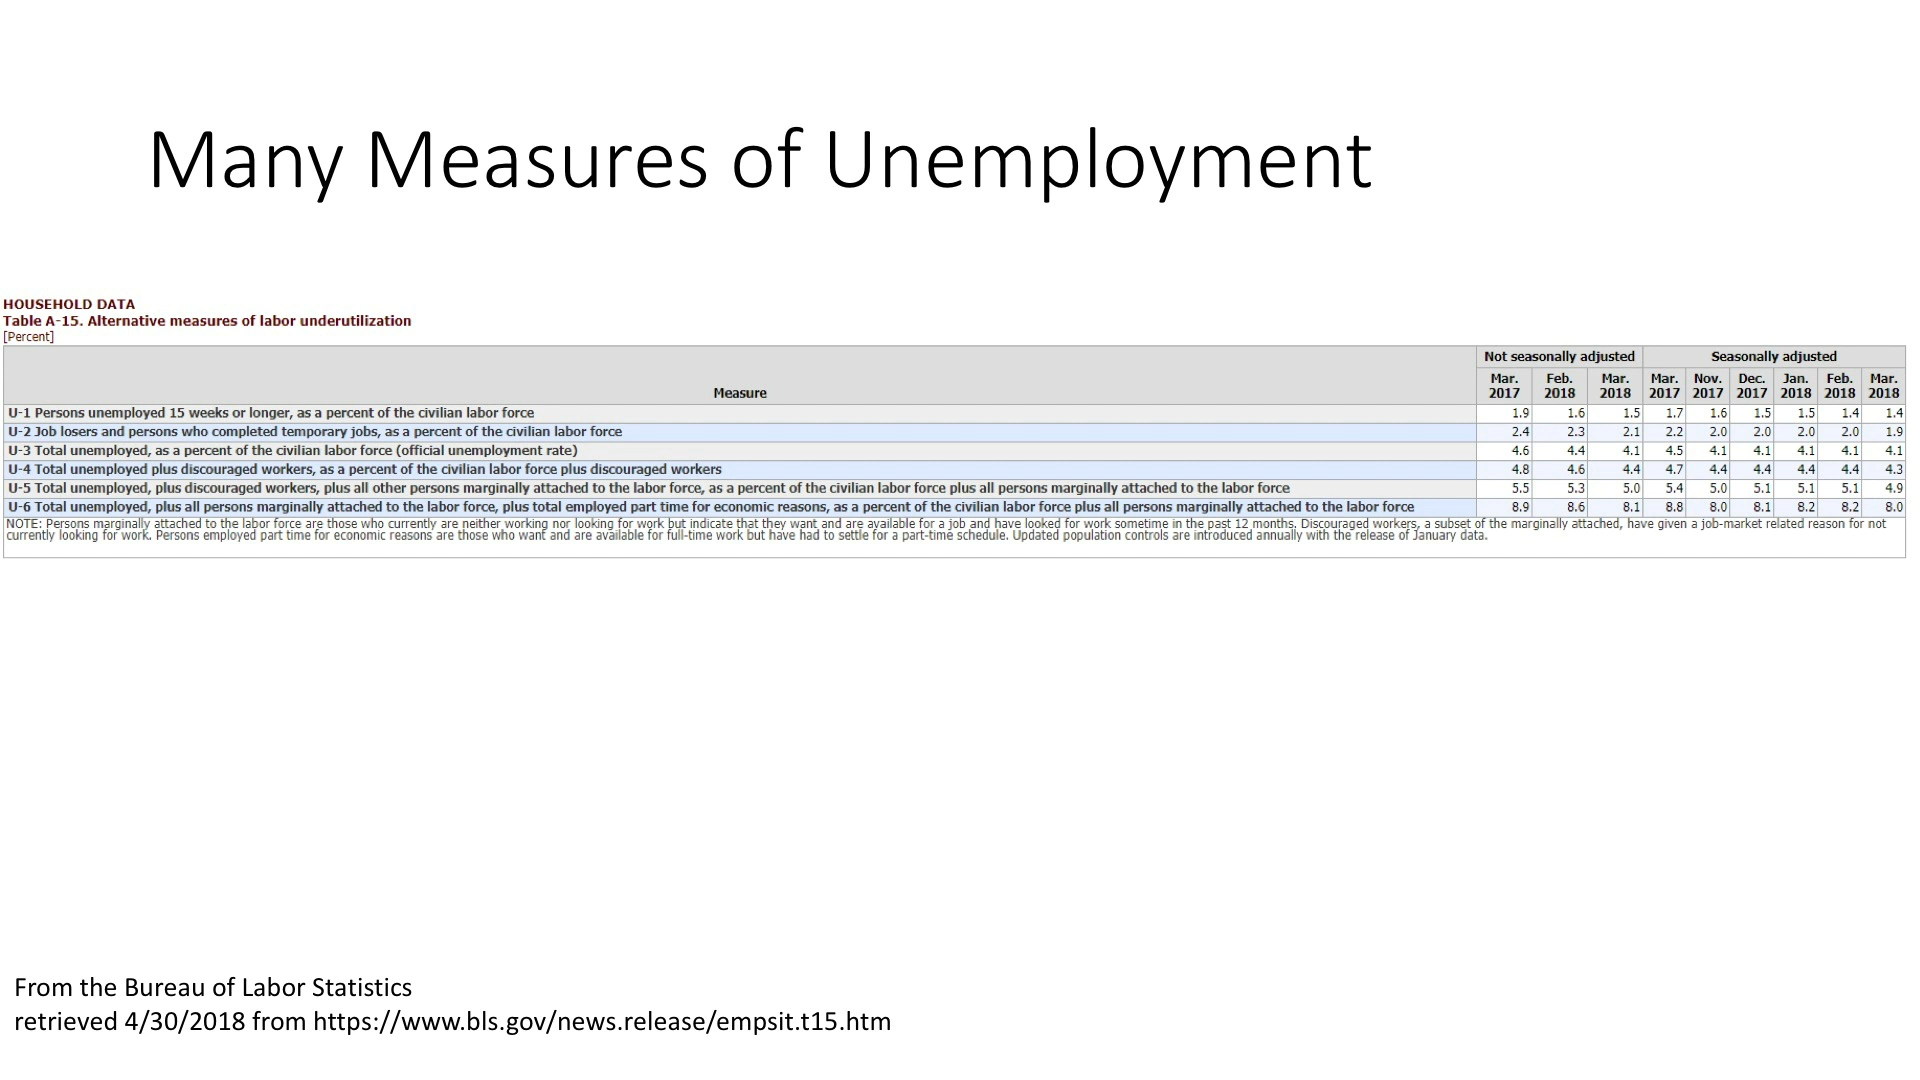 Many Measures of Unemployment
HOUSEHOLD DATA
Table A-15. Alternative measures of labor underutilization
[Percent]
Measure Not seasonally adjusted Seasonally adjusted
Mar. 2017 Feb. 2018 Mar. 2018 Mar. 2017 Nov. 2017 Dec. 2017 Jan. 2018 Feb. 2018 Mar. 2018
U-1 Persons unemployed 15 weeks or longer, as a percent of the civilian labor force 1.9 1.6 1.5 1.7 1.6 1.5 1.5 1.4 1.4
U-2 Job losers and persons who completed temporary jobs, as a percent of the civilian labor force 2.4 2.3 2.1 2.2 2.0 2.0 2.0 2.0 1.9
U-3 Total unemployed, as a percent of the civilian labor force (official unemployment rate) 4.6 4.4 4.1 4.5 4.1 4.1 4.1 4.1 4.1
U-4 Total unemployed plus discouraged workers, as a percent of the civilian labor force plus discouraged workers 4.8 4.6 4.4 4.7 4.4 4.4 4.4 4.4 4.3
U-5 Total unemployed, plus discouraged workers, plus all other persons marginally attached to the labor force, as a percent of the civilian labor force plus all persons marginally attached to the labor force 5.5 5.3 5.0 5.4 5.0 5.1 5.1 5.1 4.9
U-6 Total unemployed, plus all persons marginally attached to the labor force, plus total employed part time for economic reasons, as a percent of the civilian labor force plus all persons marginally attached to the labor force 8.9 8.6 8.1 8.8 8.0 8.1 8.2 8.2 8.0
NOTE: Persons marginally attached to the labor force are those who currently are neither working nor looking for work but indicate that they want and are available for a job and have looked for work sometime in the past 12 months. Discouraged workers, a subset of the marginally attached, have given a job-market related reason for not
currently looking for work. Persons employed part time for economic reasons are those who want and are available for full-time work but have had to settle for a part-time schedule. Updated population controls are introduced annually with the release of January data.
From the Bureau of Labor Statistics
retrieved 4/30/2018 from https://www.bls.gov/news.release/empsit.t15.htm